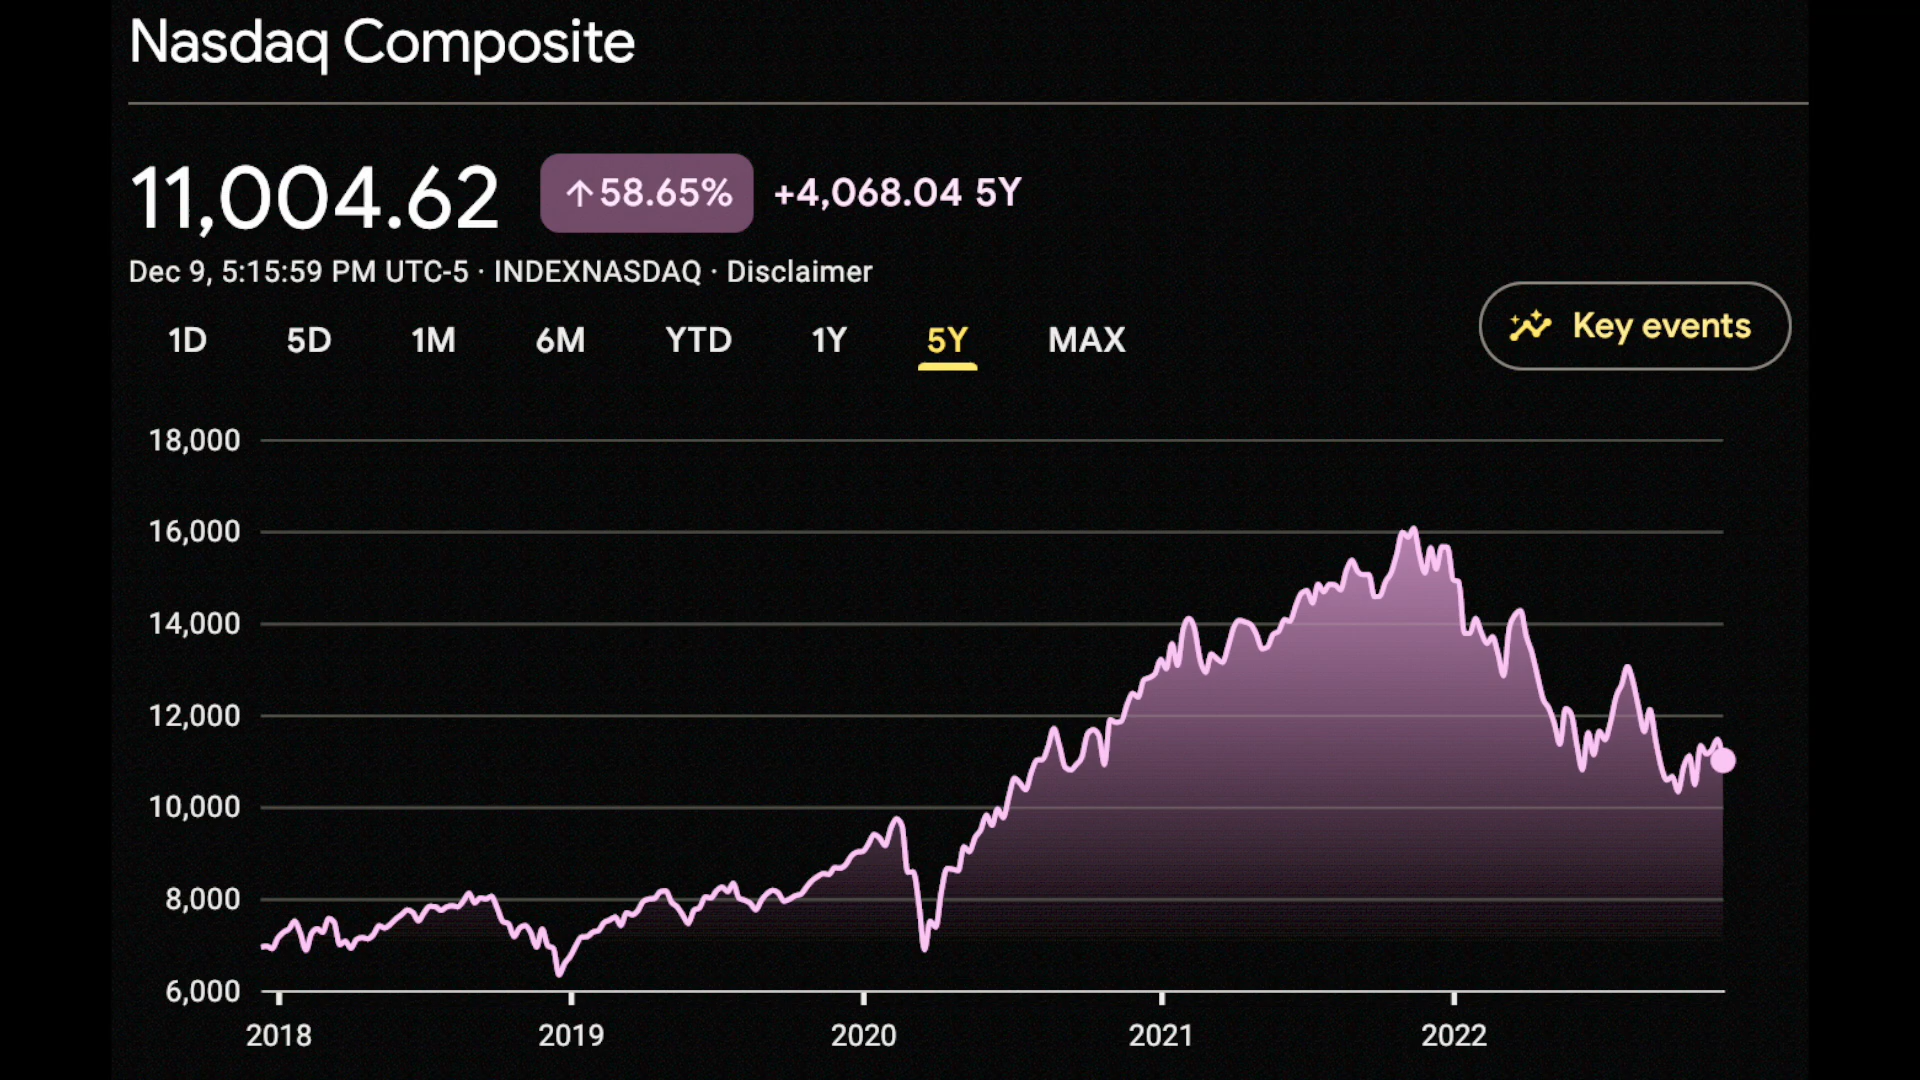 Nasdaq Composite
11,004.62 ↑58.65% +4,068.04 5Y
Dec 9, 5:15:59 PM UTC-5 · INDEXNASDAQ · Disclaimer
Key events
1D 5D 1M 6M YTD 1Y 5Y MAX
18,000
16,000
14,000
12,000
10,000
8,000
6,000
2018 2019 2020 2021 2022